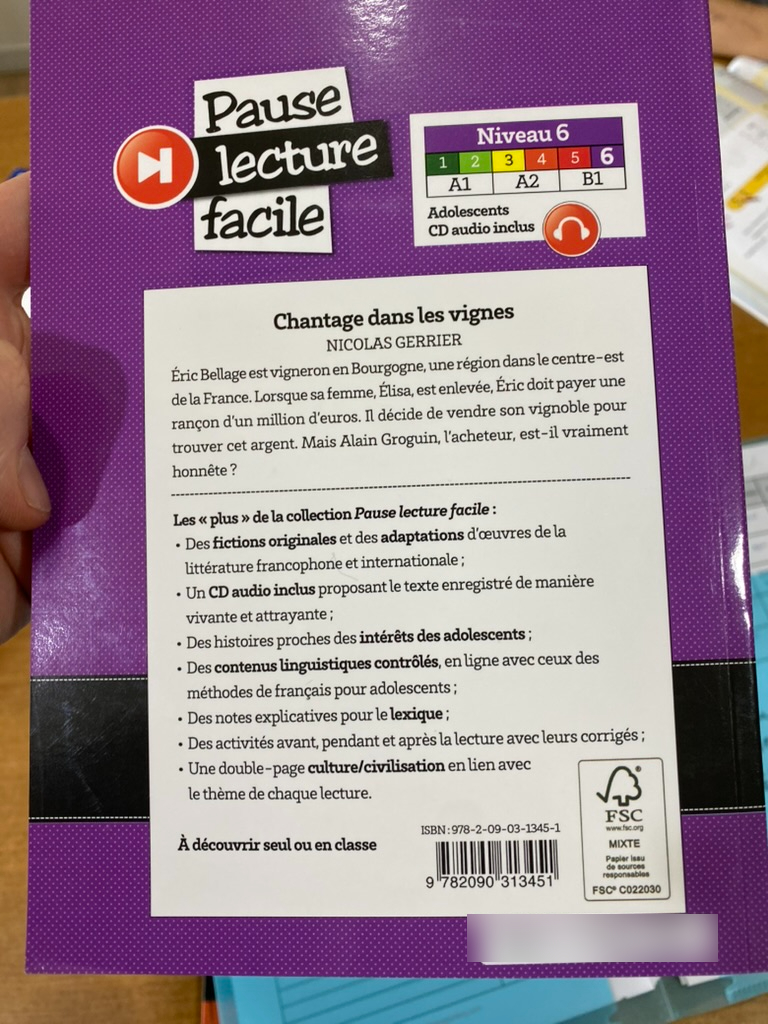 Pause
lecture
facile
Niveau 6
1 2 3 4 5 6
A1 A2 B1
Adolescents
CD audio inclus
Chantage dans les vignes
NICOLAS GERRIER
Éric Bellage est vigneron en Bourgogne, une région dans le centre-est
de la France. Lorsque sa femme, Élisa, est enlevée, Éric doit payer une
rançon d'un million d'euros. Il décide de vendre son vignoble pour
trouver cet argent. Mais Alain Groguin, l'acheteur, est-il vraiment
honnête ?
Les « plus » de la collection Pause lecture facile :
• Des fictions originales et des adaptations d'œuvres de la
littérature francophone et internationale ;
• Un CD audio inclus proposant le texte enregistré de manière
vivante et attrayante ;
• Des histoires proches des intérêts des adolescents ;
• Des contenus linguistiques contrôlés, en ligne avec ceux des
méthodes de français pour adolescents ;
• Des notes explicatives pour le lexique ;
• Des activités avant, pendant et après la lecture avec leurs corrigés ;
• Une double-page culture/civilisation en lien avec
le thème de chaque lecture.
À découvrir seul ou en classe
ISBN : 978-2-09-03-1345-1
9 782090 313451
FSC
www.fsc.org
MIXTE
Papier issu
de sources
responsables
FSC® C022030